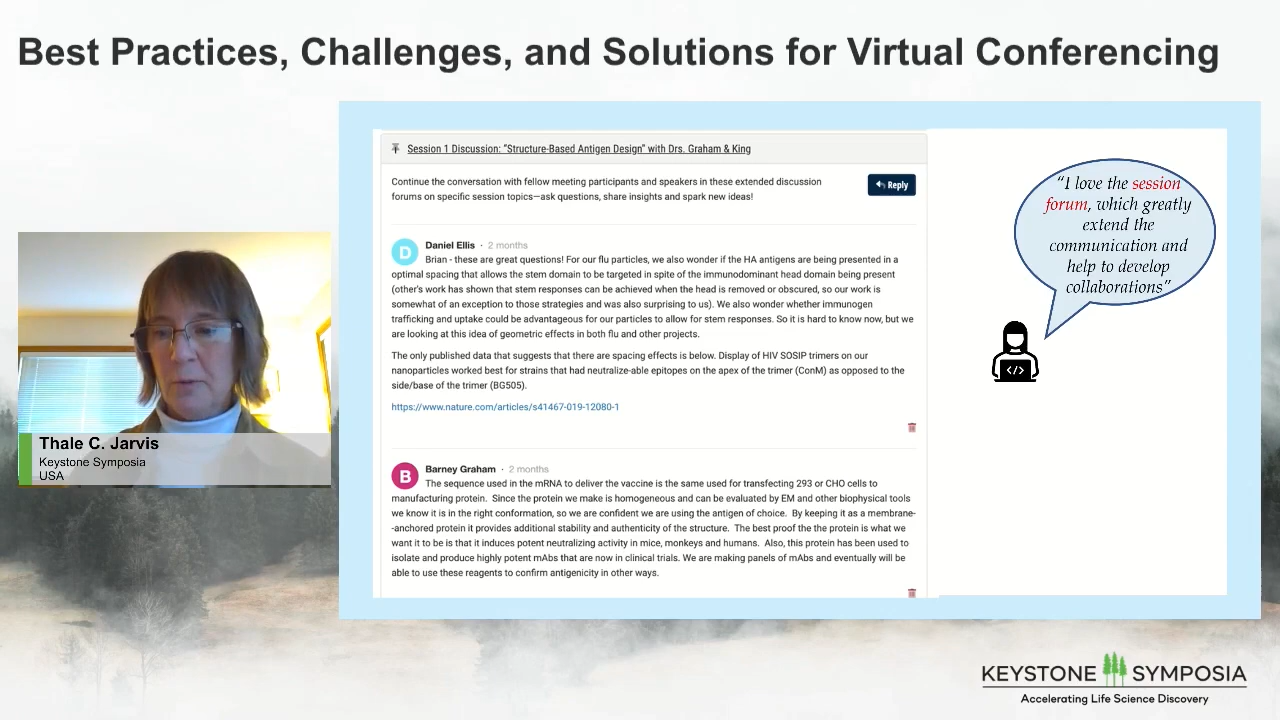 Best Practices, Challenges, and Solutions for Virtual Conferencing
Session 1 Discussion: "Structure-Based Antigen Design" with Drs. Graham & King
Continue the conversation with fellow meeting participants and speakers in these extended discussion
forums on specific session topics—ask questions, share insights and spark new ideas!
Reply
D
Daniel Ellis · 2 months
Brian - these are great questions! For our flu particles, we also wonder if the HA antigens are being presented in a
optimal spacing that allows the stem domain to be targeted in spite of the immunodominant head domain being present
(other's work has shown that stem responses can be achieved when the head is removed or obscured, so our work is
somewhat of an exception to those strategies and was also surprising to us). We also wonder whether immunogen
trafficking and uptake could be advantageous for our particles to allow for stem responses. So it is hard to know now, but we
are looking at this idea of geometric effects in both flu and other projects.
The only published data that suggests that there are spacing effects is below. Display of HIV SOSIP trimers on our
nanoparticles worked best for strains that had neutralize-able epitopes on the apex of the trimer (ConM) as opposed to the
side/base of the trimer (BG505).
https://www.nature.com/articles/s41467-019-12080-1
B
Barney Graham · 2 months
The sequence used in the mRNA to deliver the vaccine is the same used for transfecting 293 or CHO cells to
manufacturing protein. Since the protein we make is homogeneous and can be evaluated by EM and other biophysical tools
we know it is in the right conformation, so we are confident we are using the antigen of choice. By keeping it as a membrane-
-anchored protein it provides additional stability and authenticity of the structure. The best proof the the protein is what we
want it to be is that it induces potent neutralizing activity in mice, monkeys and humans. Also, this protein has been used to
isolate and produce highly potent mAbs that are now in clinical trials. We are making panels of mAbs and eventually will be
able to use these reagents to confirm antigenicity in other ways.
"I love the session
forum, which greatly
extend the
communication and
help to develop
collaborations"
</>
Thale C. Jarvis
Keystone Symposia
USA
KEYSTONE SYMPOSIA
Accelerating Life Science Discovery